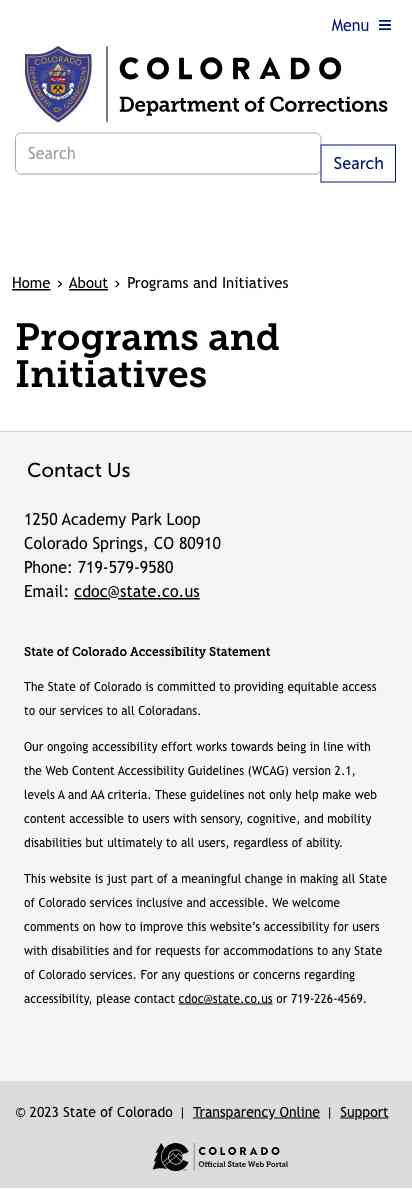 Menu
COLORADO
Department of Corrections
Search
Search
Home › About › Programs and Initiatives
Programs and
Initiatives
Contact Us
1250 Academy Park Loop
Colorado Springs, CO 80910
Phone: 719-579-9580
Email: cdoc@state.co.us
State of Colorado Accessibility Statement
The State of Colorado is committed to providing equitable access
to our services to all Coloradans.
Our ongoing accessibility effort works towards being in line with
the Web Content Accessibility Guidelines (WCAG) version 2.1,
levels A and AA criteria. These guidelines not only help make web
content accessible to users with sensory, cognitive, and mobility
disabilities but ultimately to all users, regardless of ability.
This website is just part of a meaningful change in making all State
of Colorado services inclusive and accessible. We welcome
comments on how to improve this website’s accessibility for users
with disabilities and for requests for accommodations to any State
of Colorado services. For any questions or concerns regarding
accessibility, please contact cdoc@state.co.us or 719-226-4569.
© 2023 State of Colorado | Transparency Online | Support
COLORADO
Official State Web Portal